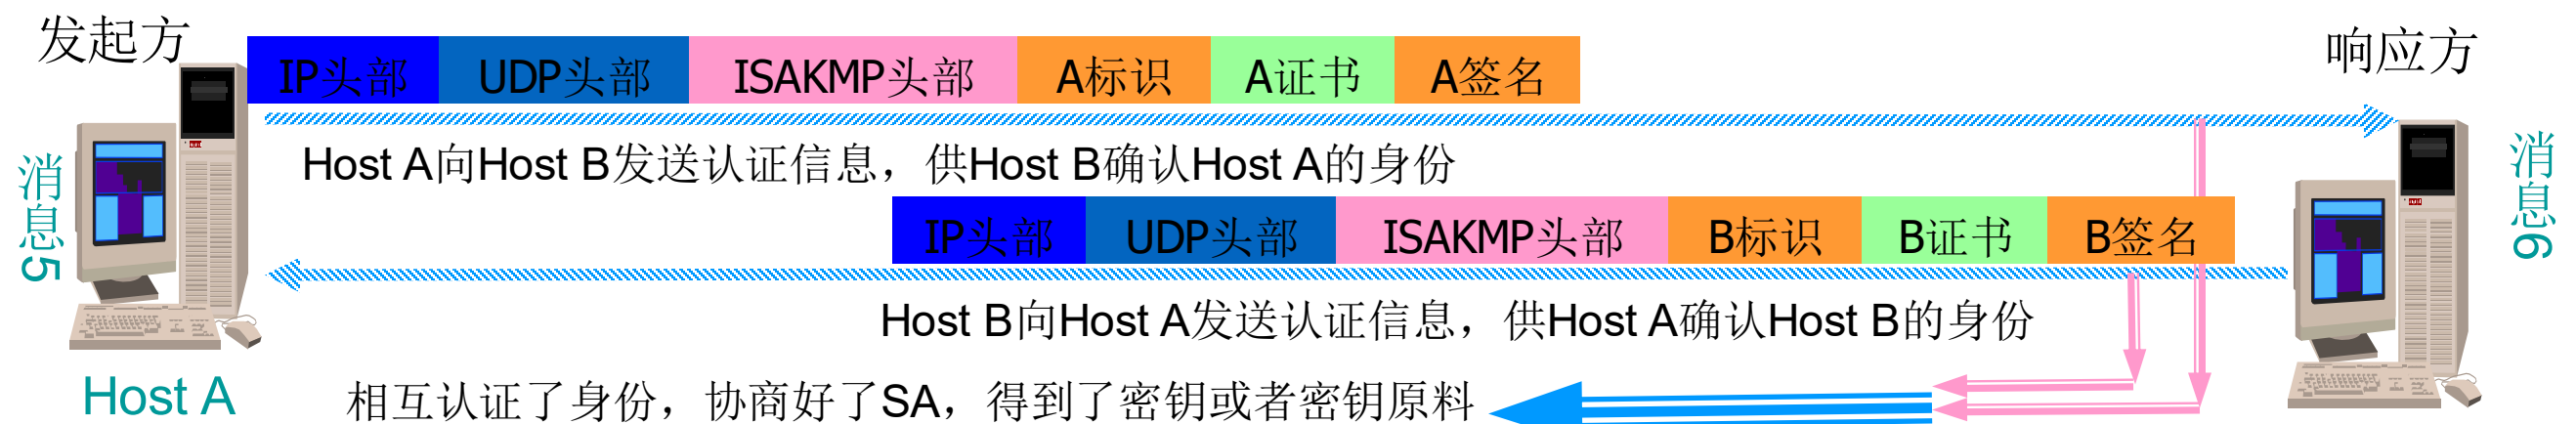 发起方
响应方
IP头部 UDP头部 ISAKMP头部 A标识 A证书 A签名
消息5
消息6
Host A向Host B发送认证信息，供Host B确认Host A的身份
IP头部 UDP头部 ISAKMP头部 B标识 B证书 B签名
Host B向Host A发送认证信息，供Host A确认Host B的身份
Host A
相互认证了身份，协商好了SA，得到了密钥或者密钥原料